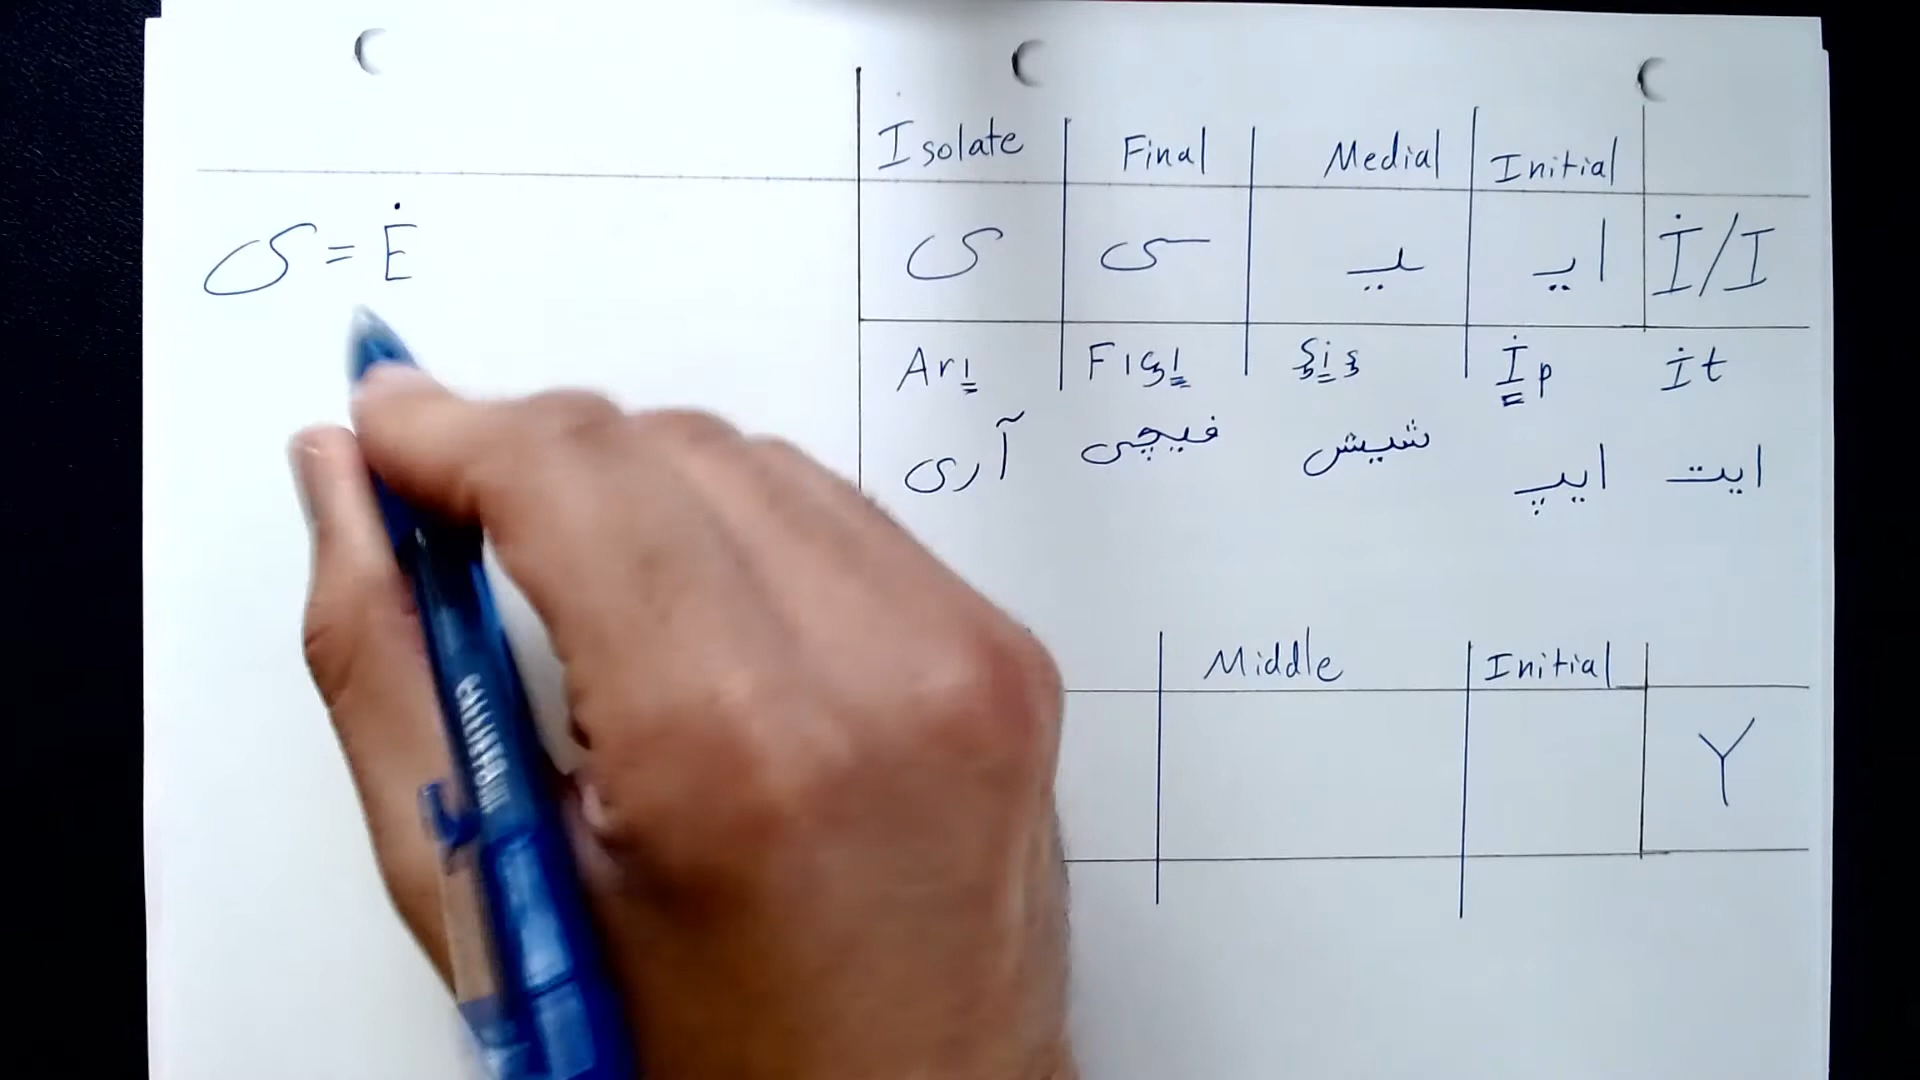 Isolate Final Medial Initial
ی = Ė
ی ـی ـیـ ایـ İ/I
Arı Fıçı Şiş İp İt
آری فیچی شیش ایپ ایت
Middle Initial
Y